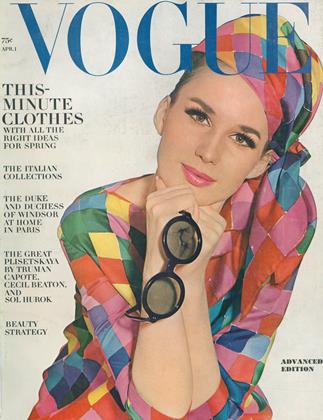 VOGUE
75¢
APR. 1
THIS-
MINUTE
CLOTHES
WITH ALL THE
RIGHT IDEAS
FOR SPRING
THE ITALIAN
COLLECTIONS
THE DUKE
AND DUCHESS
OF WINDSOR
AT HOME
IN PARIS
THE GREAT
PLISETSKAYA
BY TRUMAN
CAPOTE,
CECIL BEATON,
AND
SOL HUROK
BEAUTY
STRATEGY
ADVANCED
EDITION